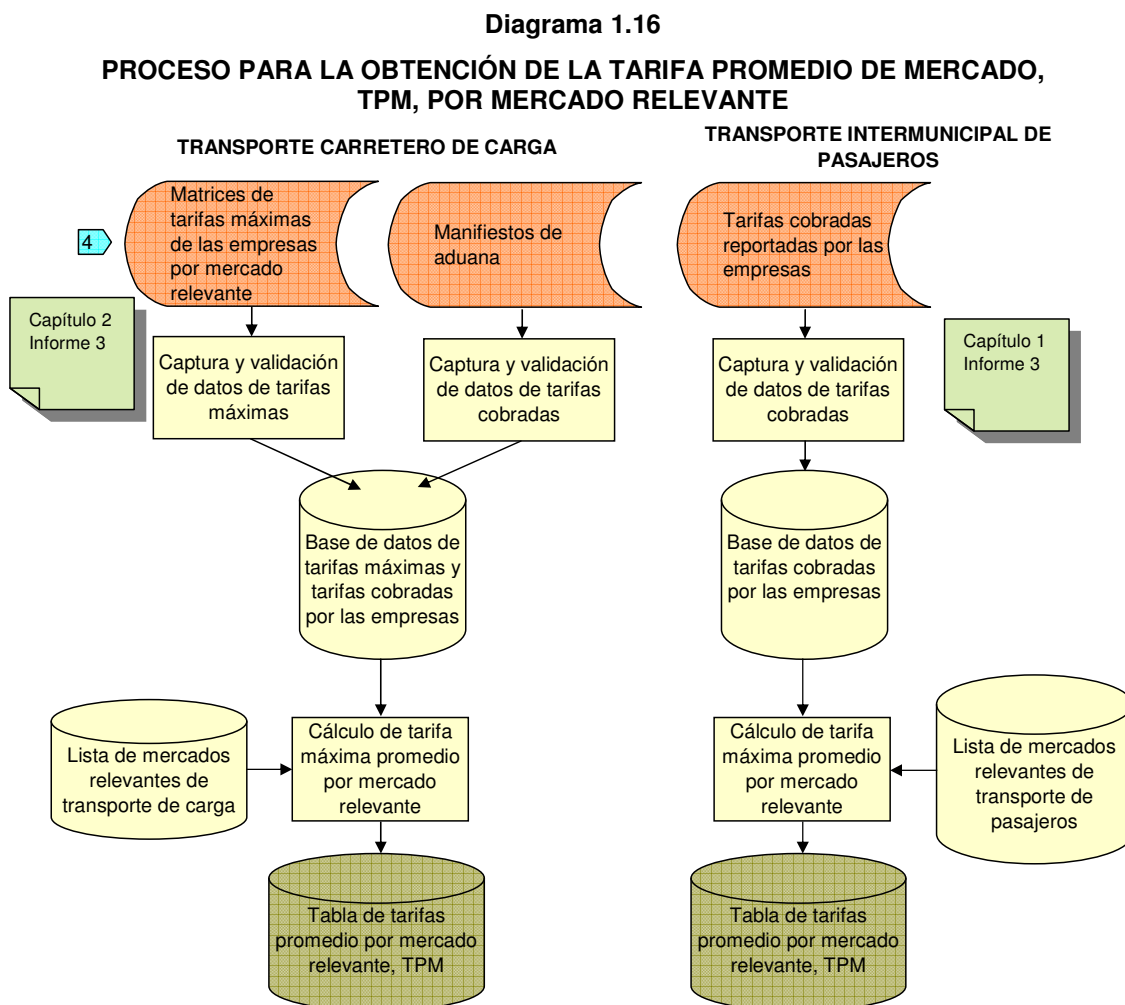 Diagrama 1.16
PROCESO PARA LA OBTENCIÓN DE LA TARIFA PROMEDIO DE MERCADO,
TPM, POR MERCADO RELEVANTE
TRANSPORTE CARRETERO DE CARGA
TRANSPORTE INTERMUNICIPAL DE
PASAJEROS
4
Matrices de
tarifas máximas
de las empresas
por mercado
relevante
Manifiestos de
aduana
Tarifas cobradas
reportadas por las
empresas
Capítulo 2
Informe 3
Captura y validación
de datos de tarifas
máximas
Captura y validación
de datos de tarifas
cobradas
Captura y validación
de datos de tarifas
cobradas
Capítulo 1
Informe 3
Base de datos de
tarifas máximas y
tarifas cobradas
por las empresas
Base de datos de
tarifas cobradas
por las empresas
Lista de mercados
relevantes de
transporte de carga
Cálculo de tarifa
máxima promedio
por mercado
relevante
Cálculo de tarifa
máxima promedio
por mercado
relevante
Lista de mercados
relevantes de
transporte de
pasajeros
Tabla de tarifas
promedio por mercado
relevante, TPM
Tabla de tarifas
promedio por mercado
relevante, TPM